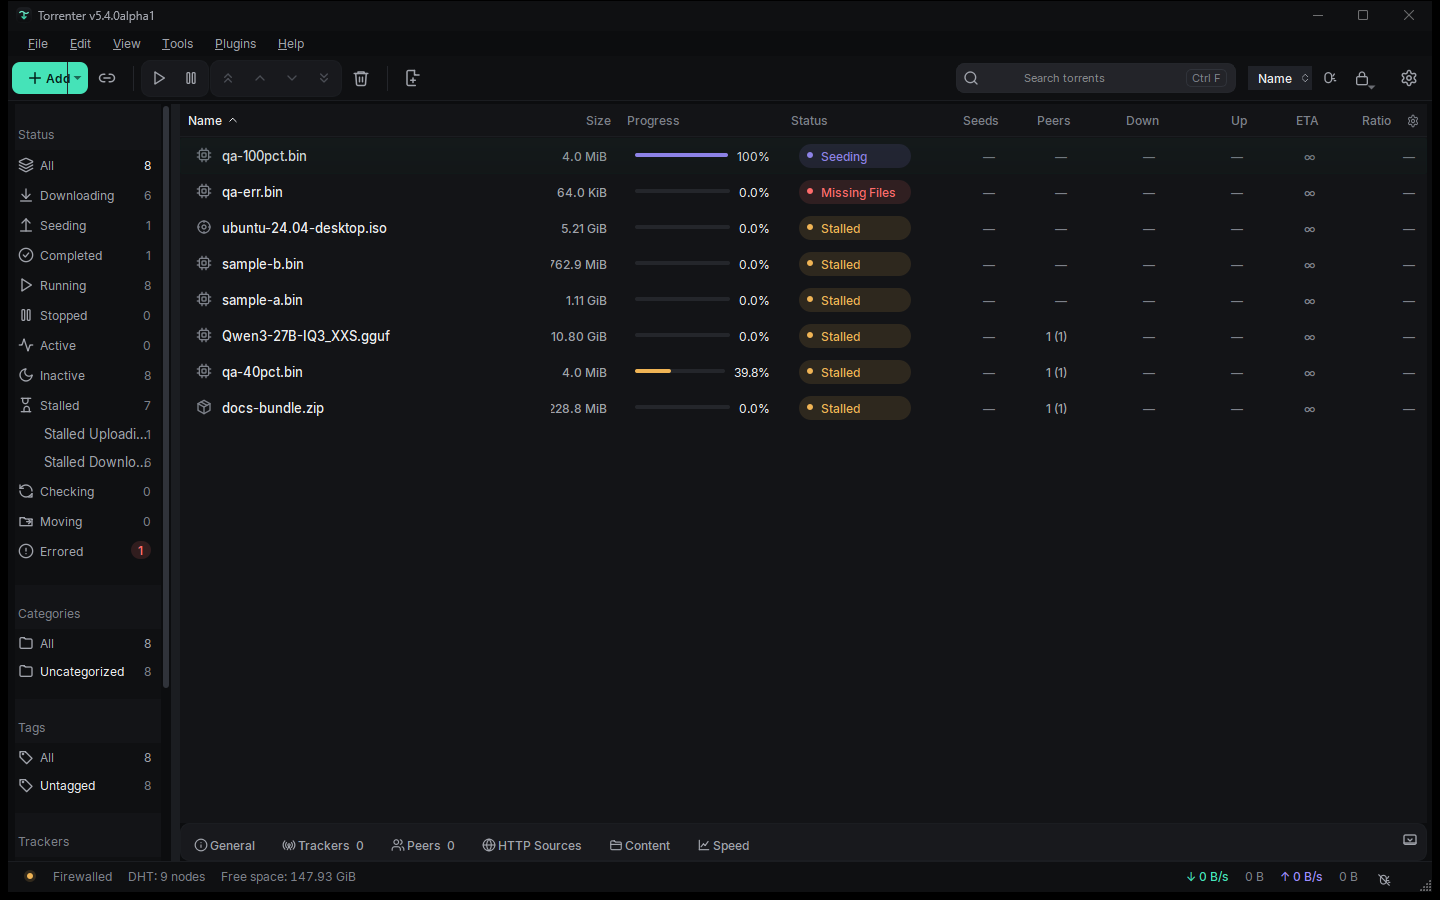 Torrenter v5.4.0alpha1
File Edit View Tools Plugins Help
Add Search torrents Ctrl F Name
Status
All 8
Downloading 6
Seeding 1
Completed 1
Running 8
Stopped 0
Active 0
Inactive 8
Stalled 7
Stalled Uploadi... 1
Stalled Downlo... 6
Checking 0
Moving 0
Errored 1
Categories
All 8
Uncategorized 8
Tags
All 8
Untagged 8
Trackers
Name Size Progress Status Seeds Peers Down Up ETA Ratio
qa-100pct.bin 4.0 MiB 100% Seeding — — — — ∞ —
qa-err.bin 64.0 KiB 0.0% Missing Files — — — — ∞ —
ubuntu-24.04-desktop.iso 5.21 GiB 0.0% Stalled — — — — ∞ —
sample-b.bin 762.9 MiB 0.0% Stalled — — — — ∞ —
sample-a.bin 1.11 GiB 0.0% Stalled — — — — ∞ —
Qwen3-27B-IQ3_XXS.gguf 10.80 GiB 0.0% Stalled — 1 (1) — — ∞ —
qa-40pct.bin 4.0 MiB 39.8% Stalled — 1 (1) — — ∞ —
docs-bundle.zip 228.8 MiB 0.0% Stalled — 1 (1) — — ∞ —
General Trackers 0 Peers 0 HTTP Sources Content Speed
Firewalled DHT: 9 nodes Free space: 147.93 GiB ↓ 0 B/s 0 B ↑ 0 B/s 0 B